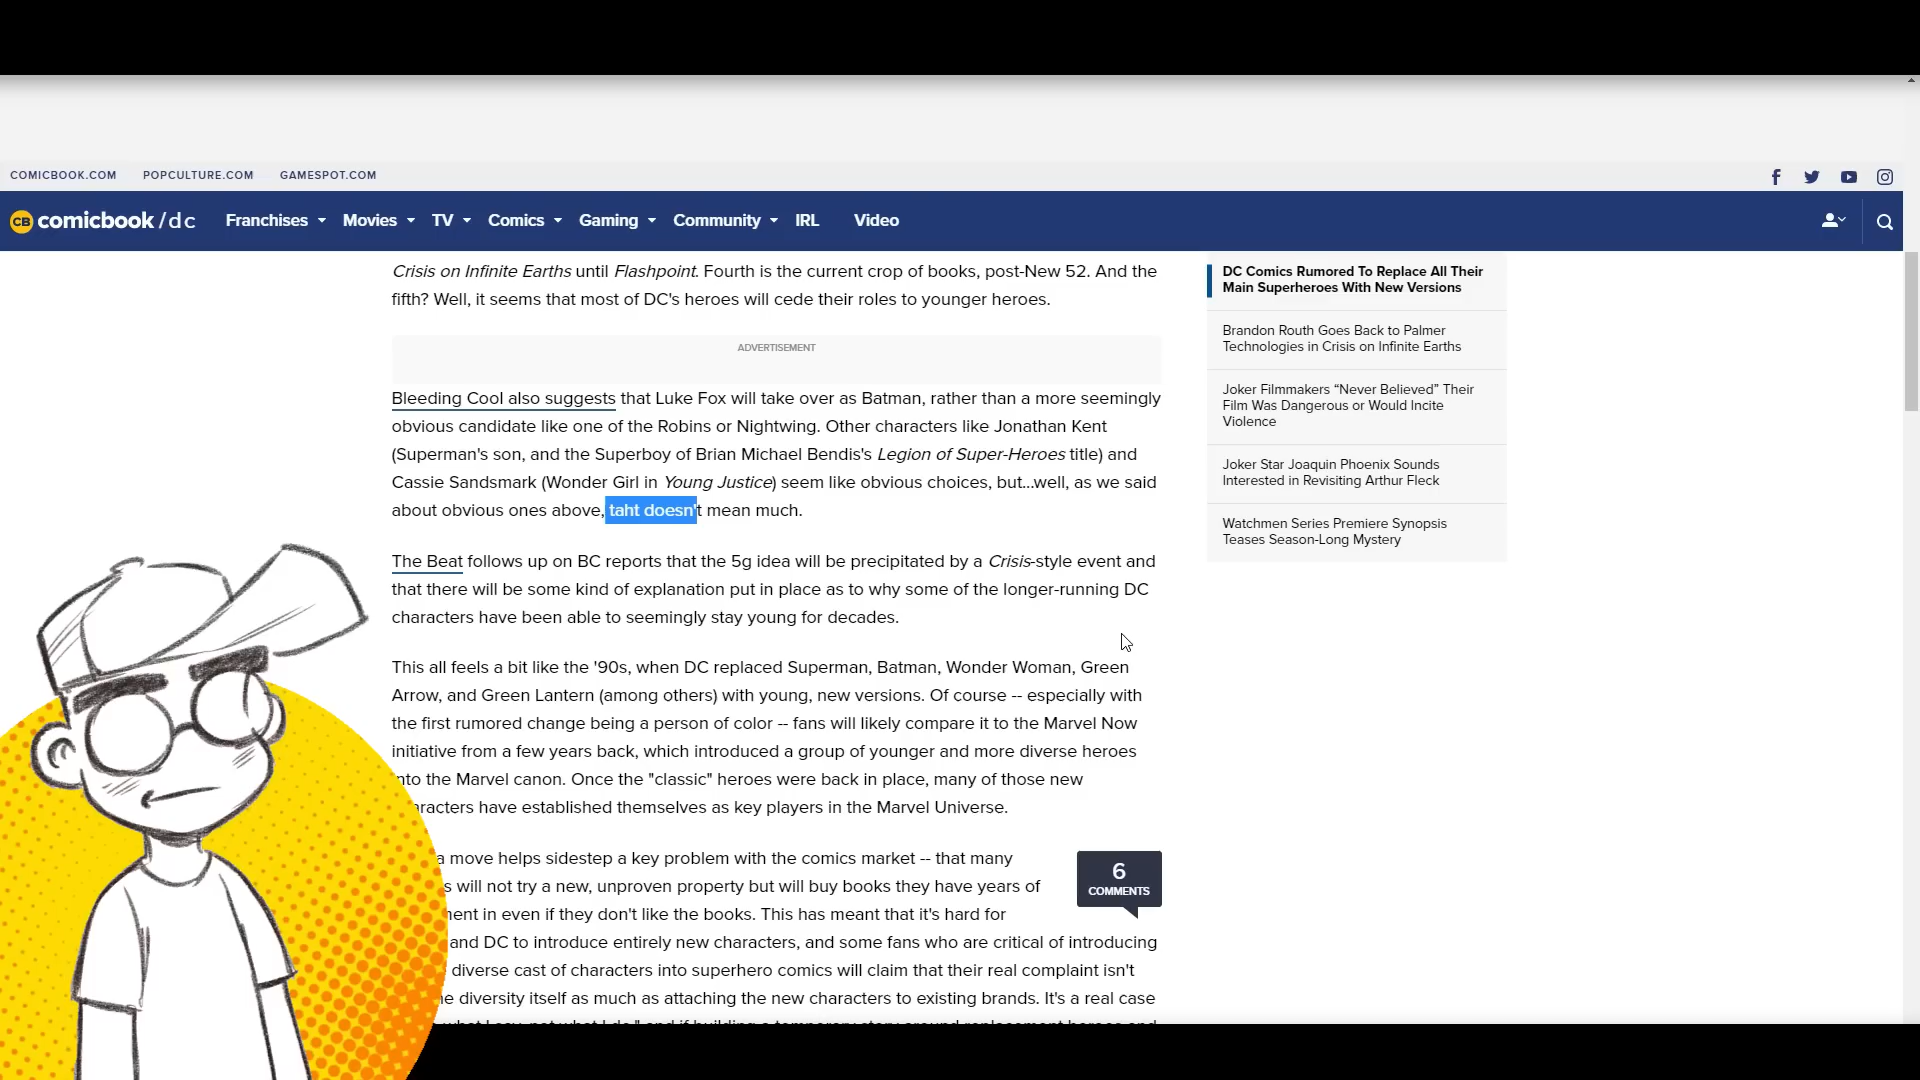 COMICBOOK.COM POPCULTURE.COM GAMESPOT.COM
CB comicbook/dc Franchises Movies TV Comics Gaming Community IRL Video
Crisis on Infinite Earths until Flashpoint. Fourth is the current crop of books, post-New 52. And the
fifth? Well, it seems that most of DC's heroes will cede their roles to younger heroes.
ADVERTISEMENT
Bleeding Cool also suggests that Luke Fox will take over as Batman, rather than a more seemingly
obvious candidate like one of the Robins or Nightwing. Other characters like Jonathan Kent
(Superman's son, and the Superboy of Brian Michael Bendis's Legion of Super-Heroes title) and
Cassie Sandsmark (Wonder Girl in Young Justice) seem like obvious choices, but...well, as we said
about obvious ones above, taht doesn't mean much.
The Beat follows up on BC reports that the 5g idea will be precipitated by a Crisis-style event and
that there will be some kind of explanation put in place as to why some of the longer-running DC
characters have been able to seemingly stay young for decades.
This all feels a bit like the '90s, when DC replaced Superman, Batman, Wonder Woman, Green
Arrow, and Green Lantern (among others) with young, new versions. Of course -- especially with
the first rumored change being a person of color -- fans will likely compare it to the Marvel Now
initiative from a few years back, which introduced a group of younger and more diverse heroes
nto the Marvel canon. Once the "classic" heroes were back in place, many of those new
racters have established themselves as key players in the Marvel Universe.
a move helps sidestep a key problem with the comics market -- that many
s will not try a new, unproven property but will buy books they have years of
ent in even if they don't like the books. This has meant that it's hard for
and DC to introduce entirely new characters, and some fans who are critical of introducing
diverse cast of characters into superhero comics will claim that their real complaint isn't
e diversity itself as much as attaching the new characters to existing brands. It's a real case
6
COMMENTS
DC Comics Rumored To Replace All Their
Main Superheroes With New Versions
Brandon Routh Goes Back to Palmer
Technologies in Crisis on Infinite Earths
Joker Filmmakers “Never Believed” Their
Film Was Dangerous or Would Incite
Violence
Joker Star Joaquin Phoenix Sounds
Interested in Revisiting Arthur Fleck
Watchmen Series Premiere Synopsis
Teases Season-Long Mystery